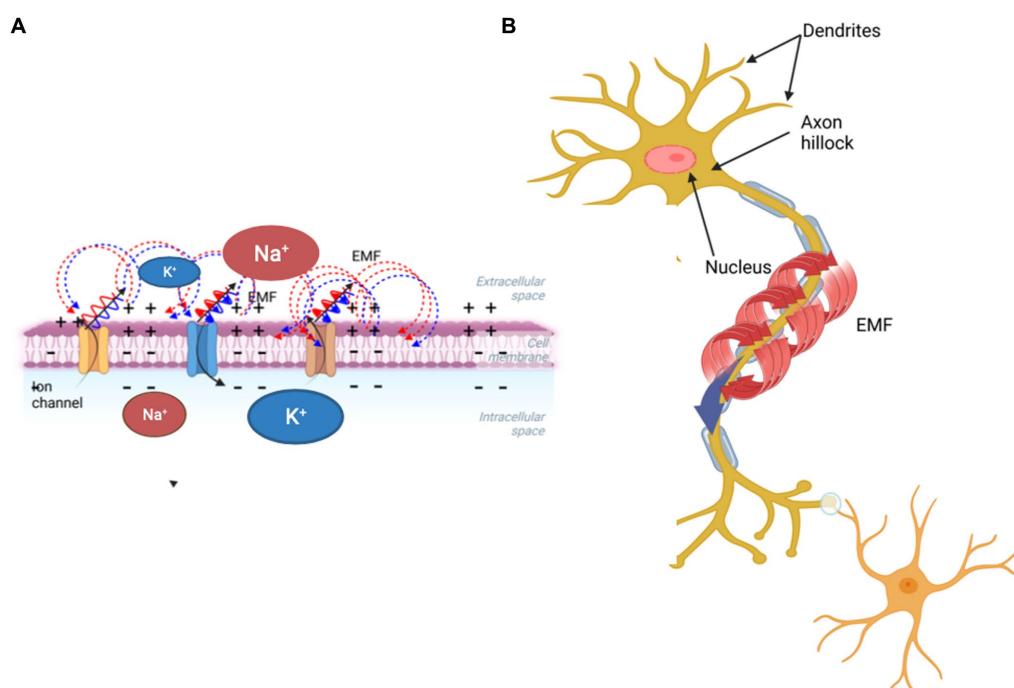 A
B
Dendrites
Axon
hillock
Nucleus
EMF
Na⁺
K⁺
EMF
EMF
Extracellular
space
+ +
+ +
+ +
+ +
+ +
+ +
+ +
+ +
+ +
Cell
membrane
-
- -
- -
- -
- -
Ion
channel
-
- -
- -
- -
- -
Na⁺
K⁺
Intracellular
space